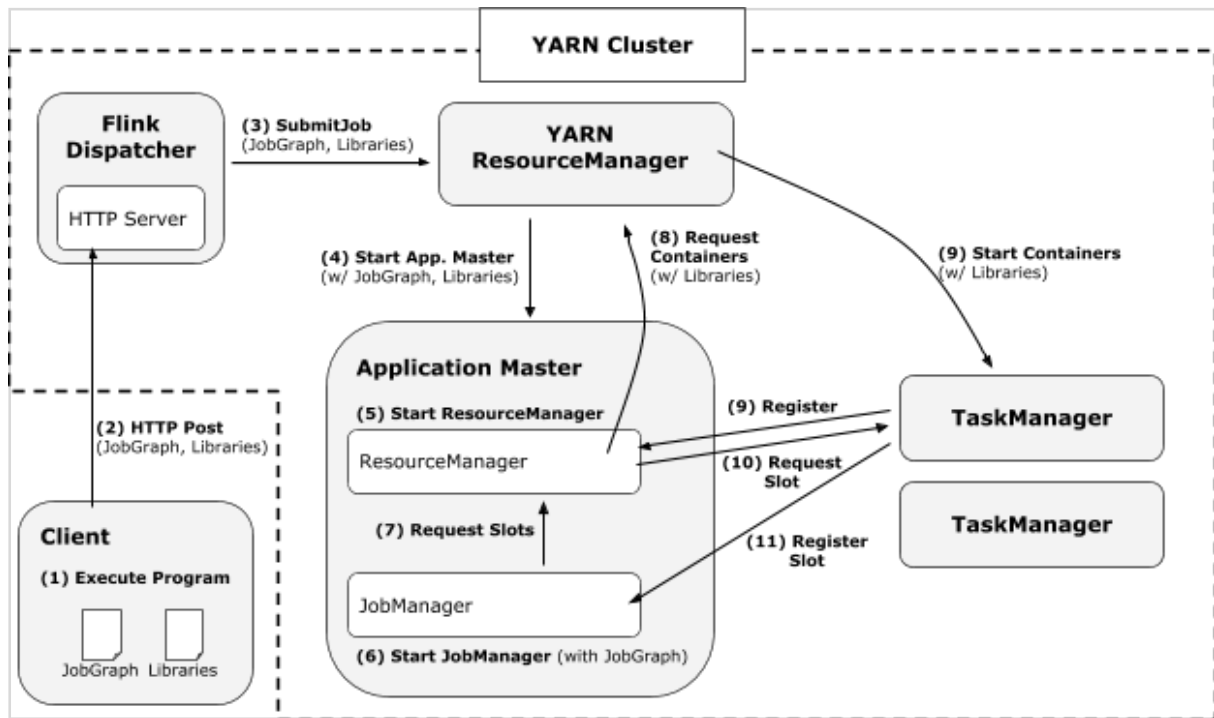 YARN Cluster
Flink
Dispatcher
HTTP Server
(3) SubmitJob
(JobGraph, Libraries)
YARN
ResourceManager
(4) Start App. Master
(w/ JobGraph, Libraries)
(8) Request
Containers
(w/ Libraries)
(9) Start Containers
(w/ Libraries)
(2) HTTP Post
(JobGraph, Libraries)
Client
(1) Execute Program
JobGraph
Libraries
Application Master
(5) Start ResourceManager
ResourceManager
(7) Request Slots
JobManager
(6) Start JobManager (with JobGraph)
(9) Register
(10) Request
Slot
(11) Register
Slot
TaskManager
TaskManager